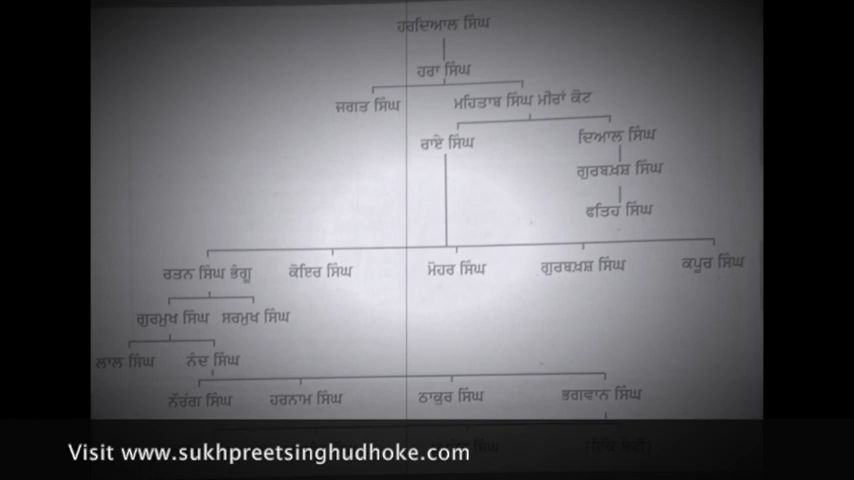 ਹਰਦਿਆਲ ਸਿੰਘ
ਹਰਾ ਸਿੰਘ
ਜਗਤ ਸਿੰਘ ਮਹਿਤਾਬ ਸਿੰਘ ਮੀਰਾਂ ਕੋਟ
ਰਾਏ ਸਿੰਘ ਦਿਆਲ ਸਿੰਘ
ਗੁਰਬਖ਼ਸ਼ ਸਿੰਘ
ਫਤਿਹ ਸਿੰਘ
ਰਤਨ ਸਿੰਘ ਭੰਗੂ ਕੋਇਰ ਸਿੰਘ ਮੋਹਰ ਸਿੰਘ ਗੁਰਬਖ਼ਸ਼ ਸਿੰਘ ਕਪੂਰ ਸਿੰਘ
ਗੁਰਮੁਖ ਸਿੰਘ ਸਰਮੁਖ ਸਿੰਘ
ਲਾਲ ਸਿੰਘ ਨੰਦ ਸਿੰਘ
ਨੌਰੰਗ ਸਿੰਘ ਹਰਨਾਮ ਸਿੰਘ ਠਾਕੁਰ ਸਿੰਘ ਭਗਵਾਨ ਸਿੰਘ
ਸਿੰਘ
Visit www.sukhpreetsinghudhoke.com